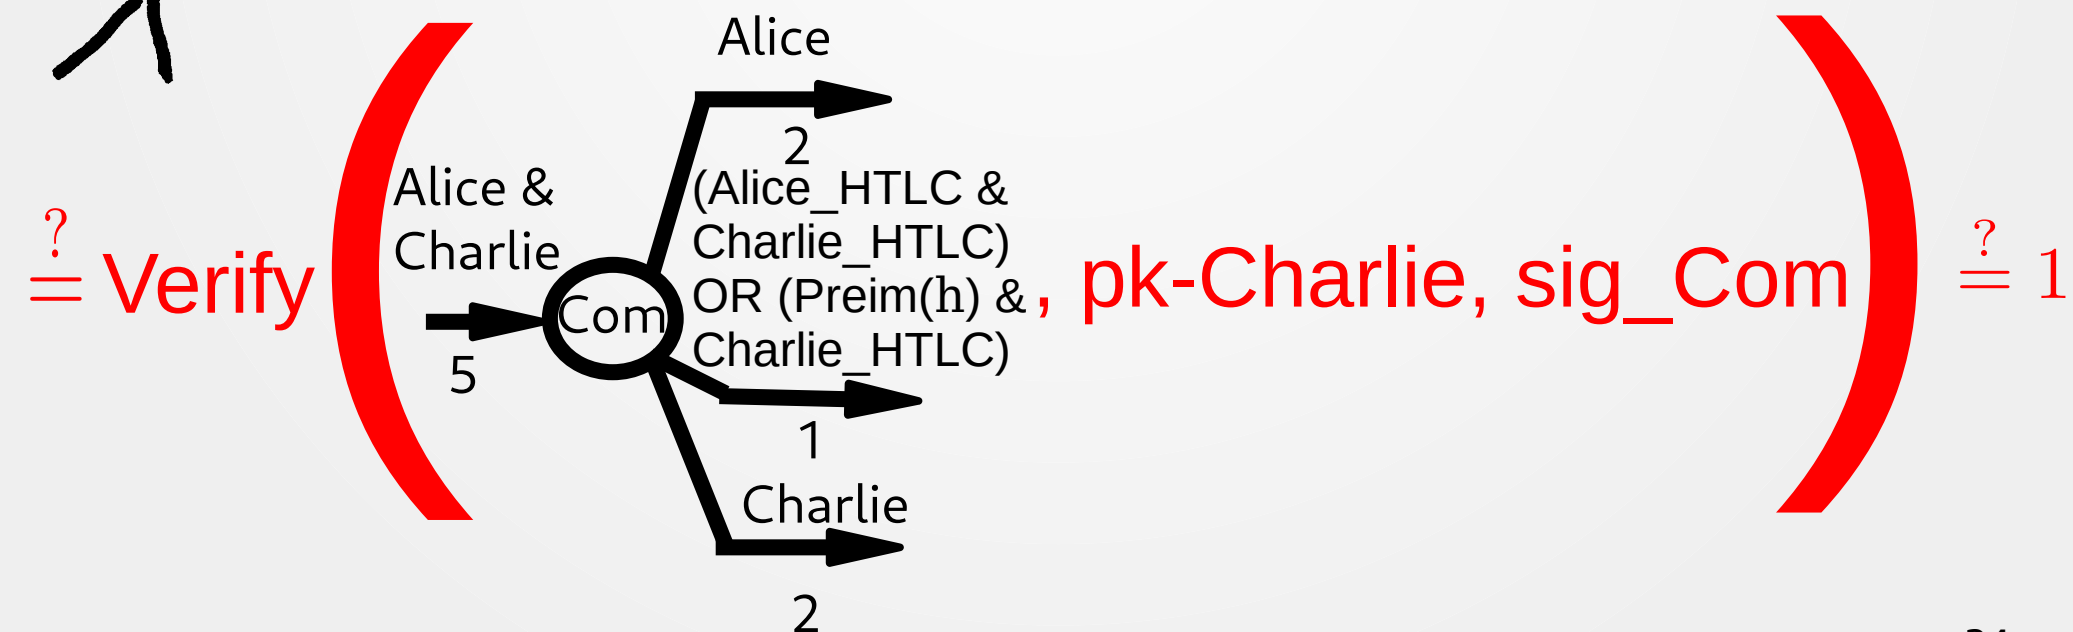 Alice
2
Alice &
Charlie
(Alice_HTLC &
Charlie_HTLC)
OR (Preim(h) &
Charlie_HTLC)
? = Verify ( Com , pk-Charlie, sig_Com ) ? = 1
5
1
Charlie
2